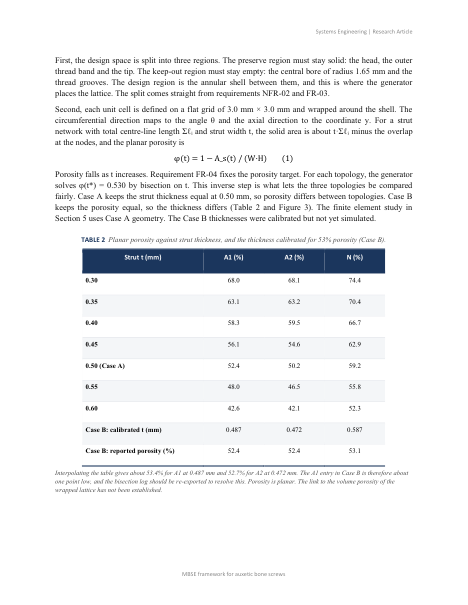 Systems Engineering | Research Article
First, the design space is split into three regions. The preserve region must stay solid: the head, the outer
thread band and the tip. The keep-out region must stay empty: the central bore of radius 1.65 mm and the
thread grooves. The design region is the annular shell between them, and this is where the generator
places the lattice. The split comes straight from requirements NFR-02 and FR-03.
Second, each unit cell is defined on a flat grid of 3.0 mm × 3.0 mm and wrapped around the shell. The
circumferential direction maps to the angle θ and the axial direction to the coordinate y. For a strut
network with total centre-line length Σℓᵢ and strut width t, the solid area is about t·Σℓᵢ minus the overlap
at the nodes, and the planar porosity is
φ(t) = 1 − A_s(t) / (W·H) (1)
Porosity falls as t increases. Requirement FR-04 fixes the porosity target. For each topology, the generator
solves φ(t*) = 0.530 by bisection on t. This inverse step is what lets the three topologies be compared
fairly. Case A keeps the strut thickness equal at 0.50 mm, so porosity differs between topologies. Case B
keeps the porosity equal, so the thickness differs (Table 2 and Figure 3). The finite element study in
Section 5 uses Case A geometry. The Case B thicknesses were calibrated but not yet simulated.
TABLE 2 Planar porosity against strut thickness, and the thickness calibrated for 53% porosity (Case B).
Strut t (mm) A1 (%) A2 (%) N (%)
0.30 68.0 68.1 74.4
0.35 63.1 63.2 70.4
0.40 58.3 59.5 66.7
0.45 56.1 54.6 62.9
0.50 (Case A) 52.4 50.2 59.2
0.55 48.0 46.5 55.8
0.60 42.6 42.1 52.3
Case B: calibrated t (mm) 0.487 0.472 0.587
Case B: reported porosity (%) 52.4 52.4 53.1
Interpolating the table gives about 53.4% for A1 at 0.487 mm and 52.7% for A2 at 0.472 mm. The A1 entry in Case B is therefore about
one point low, and the bisection log should be re-exported to resolve this. Porosity is planar. The link to the volume porosity of the
wrapped lattice has not been established.
MBSE framework for auxetic bone screws